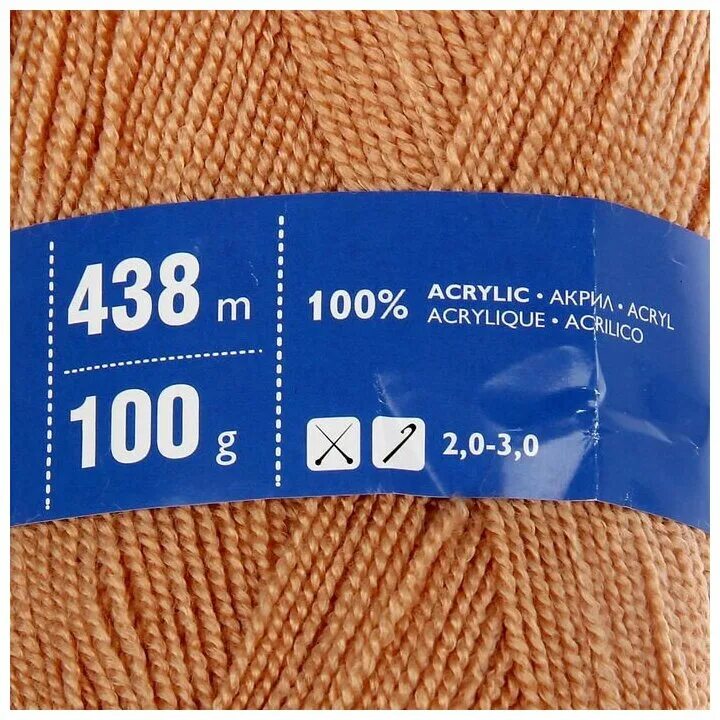 438 m
100 g
100% ACRYLIC • АКРИЛ • ACRYL
ACRYLIQUE • ACRILICO
2,0-3,0